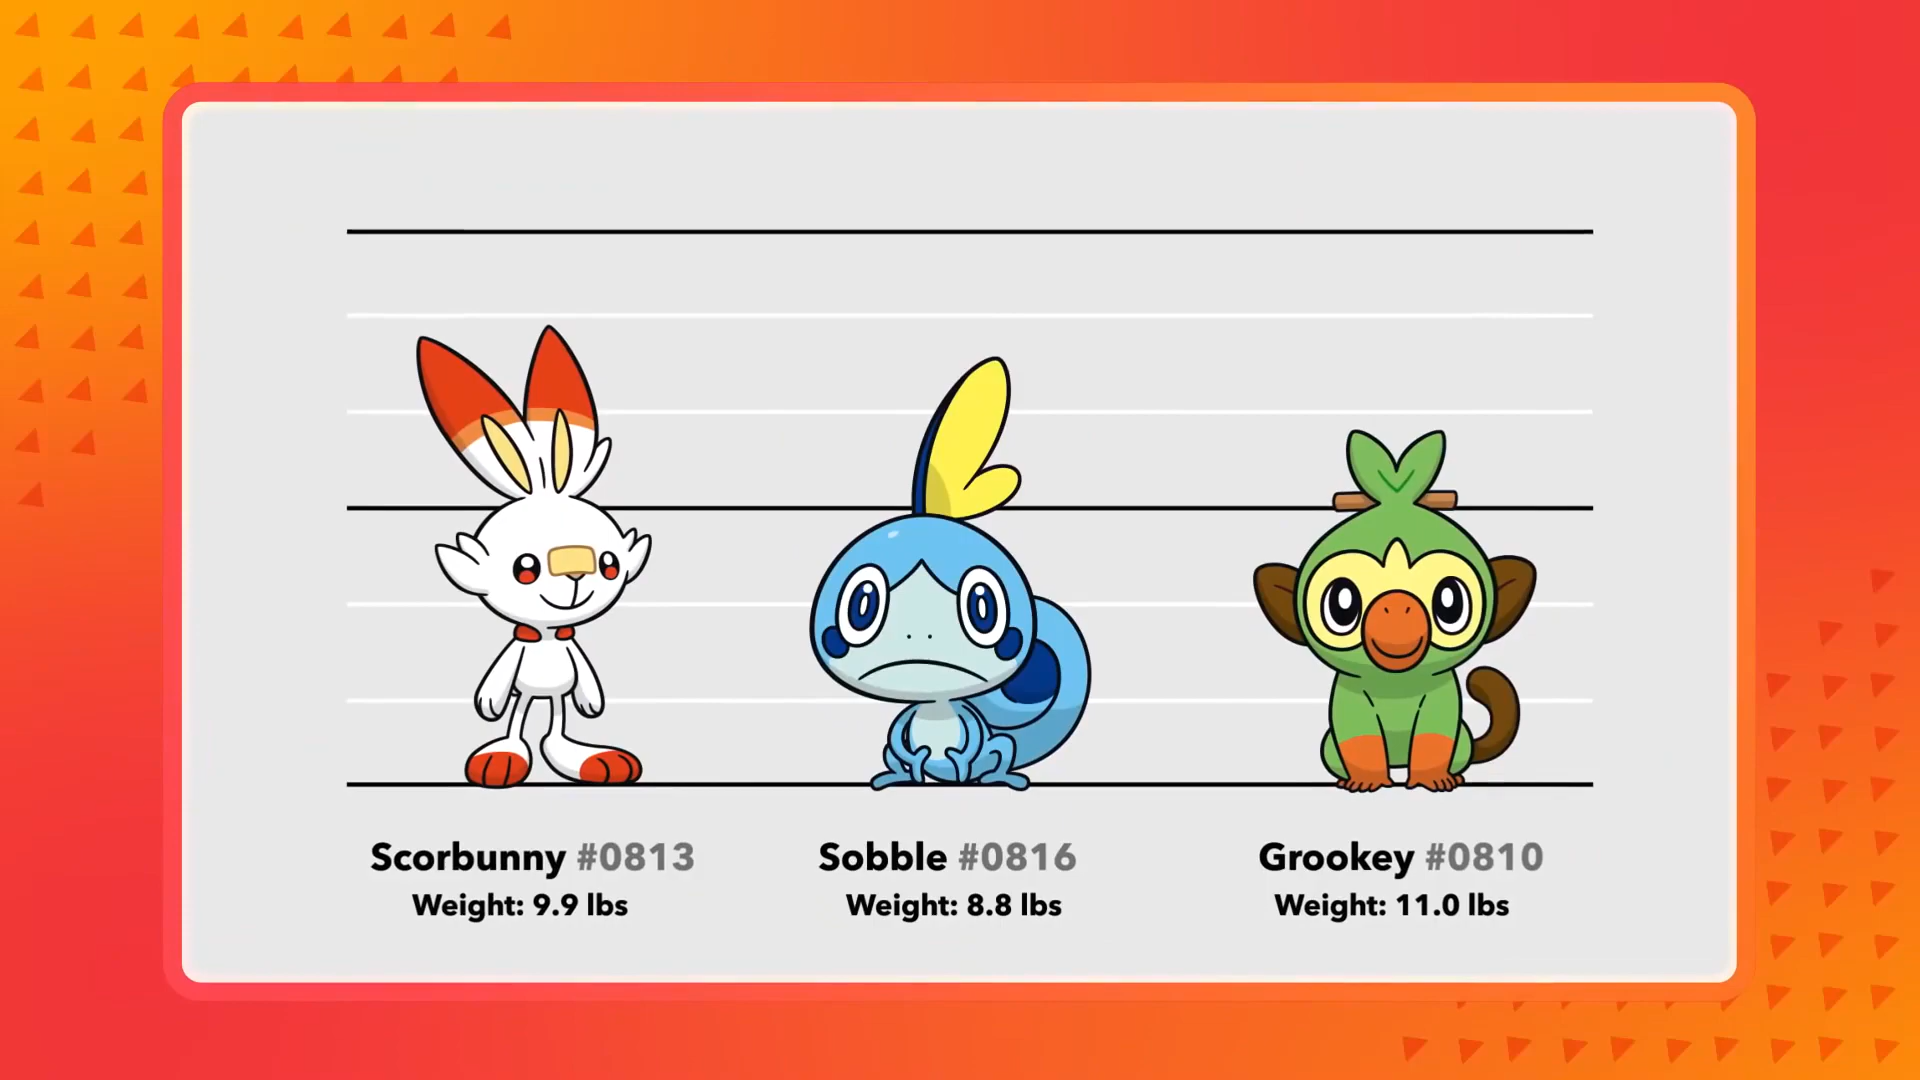 Scorbunny #0813
Weight: 9.9 lbs
Sobble #0816
Weight: 8.8 lbs
Grookey #0810
Weight: 11.0 lbs